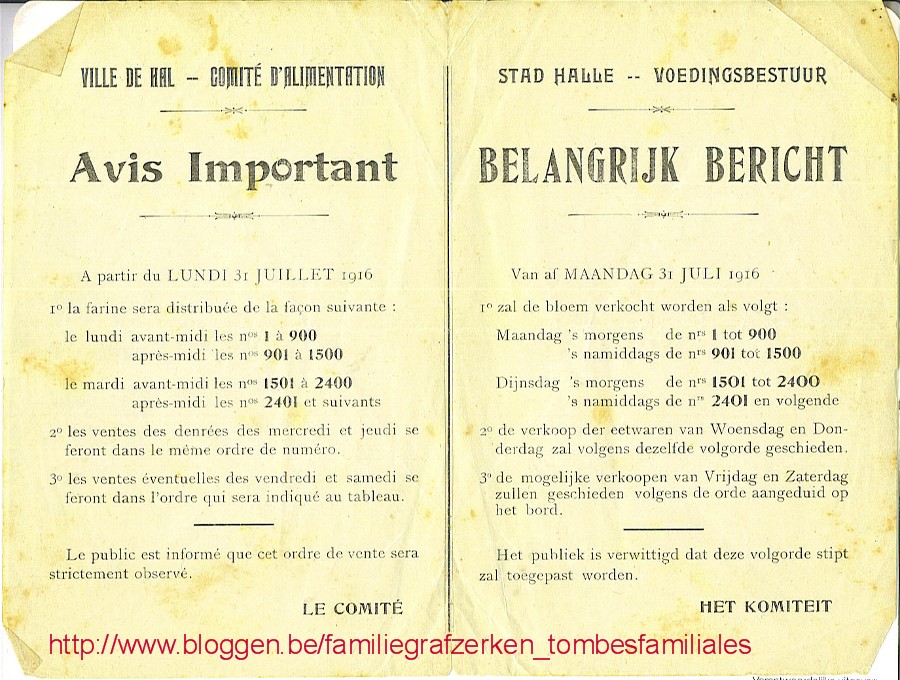 VILLE DE HAL -- COMITÉ D'ALIMENTATION
Avis Important
A partir du LUNDI 31 JUILLET 1916
1º la farine sera distribuée de la façon suivante :
le lundi avant-midi les nos 1 à 900
après-midi les nos 901 à 1500
le mardi avant-midi les nos 1501 à 2400
après-midi les nos 2401 et suivants
2º les ventes des denrées des mercredi et jeudi se
feront dans le même ordre de numéro.
3º les ventes éventuelles des vendredi et samedi se
feront dans l'ordre qui sera indiqué au tableau.
Le public est informé que cet ordre de vente sera
strictement observé.
LE COMITÉ
STAD HALLE -- VOEDINGSBESTUUR
BELANGRIJK BERICHT
Van af MAANDAG 31 JULI 1916
1º zal de bloem verkocht worden als volgt :
Maandag 's morgens de nrs 1 tot 900
's namiddags de nrs 901 tot 1500
Dijnsdag 's morgens de nrs 1501 tot 2400
's namiddags de nrs 2401 en volgende
2º de verkoop der eetwaren van Woensdag en Don-
derdag zal volgens dezelfde volgorde geschieden.
3º de mogelijke verkoopen van Vrijdag en Zaterdag
zullen geschieden volgens de orde aangeduid op
het bord.
Het publiek is verwittigd dat deze volgorde stipt
zal toegepast worden.
HET KOMITEIT
http://www.bloggen.be/familiegrafzerken_tombesfamiliales